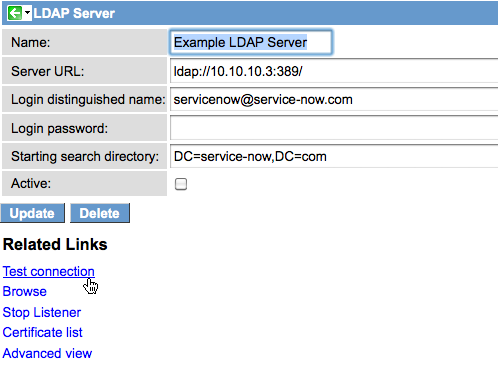 LDAP Server
Name: Example LDAP Server
Server URL: ldap://10.10.10.3:389/
Login distinguished name: servicenow@service-now.com
Login password:
Starting search directory: DC=service-now,DC=com
Active:
Update Delete
Related Links
Test connection
Browse
Stop Listener
Certificate list
Advanced view